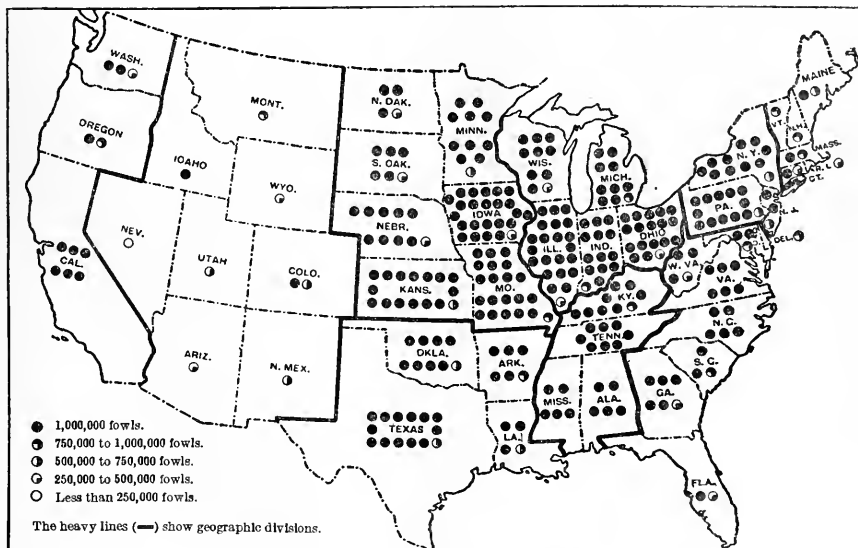 WASH.
OREGON
CAL.
NEV.
IOAHO
MONT.
WYO.
UTAH
COLO.
ARIZ.
N. MEX.
N. DAK.
S. OAK.
NEBR.
KANS.
OKLA.
TEXAS
MINN.
IOWA
MO.
ARK.
LA.
WIS.
MICH.
ILL.
IND.
OHIO
KY.
TENN.
MISS.
ALA.
GA.
FLA.
S. C.
N. C.
VA.
W. VA.
PA.
N. Y.
N. J.
DEL.
MAINE
VT.
N.H.
MASS.
R. I.
CT.
1,000,000 fowls.
750,000 to 1,000,000 fowls.
500,000 to 750,000 fowls.
250,000 to 500,000 fowls.
Less than 250,000 fowls.
The heavy lines (▬) show geographic divisions.